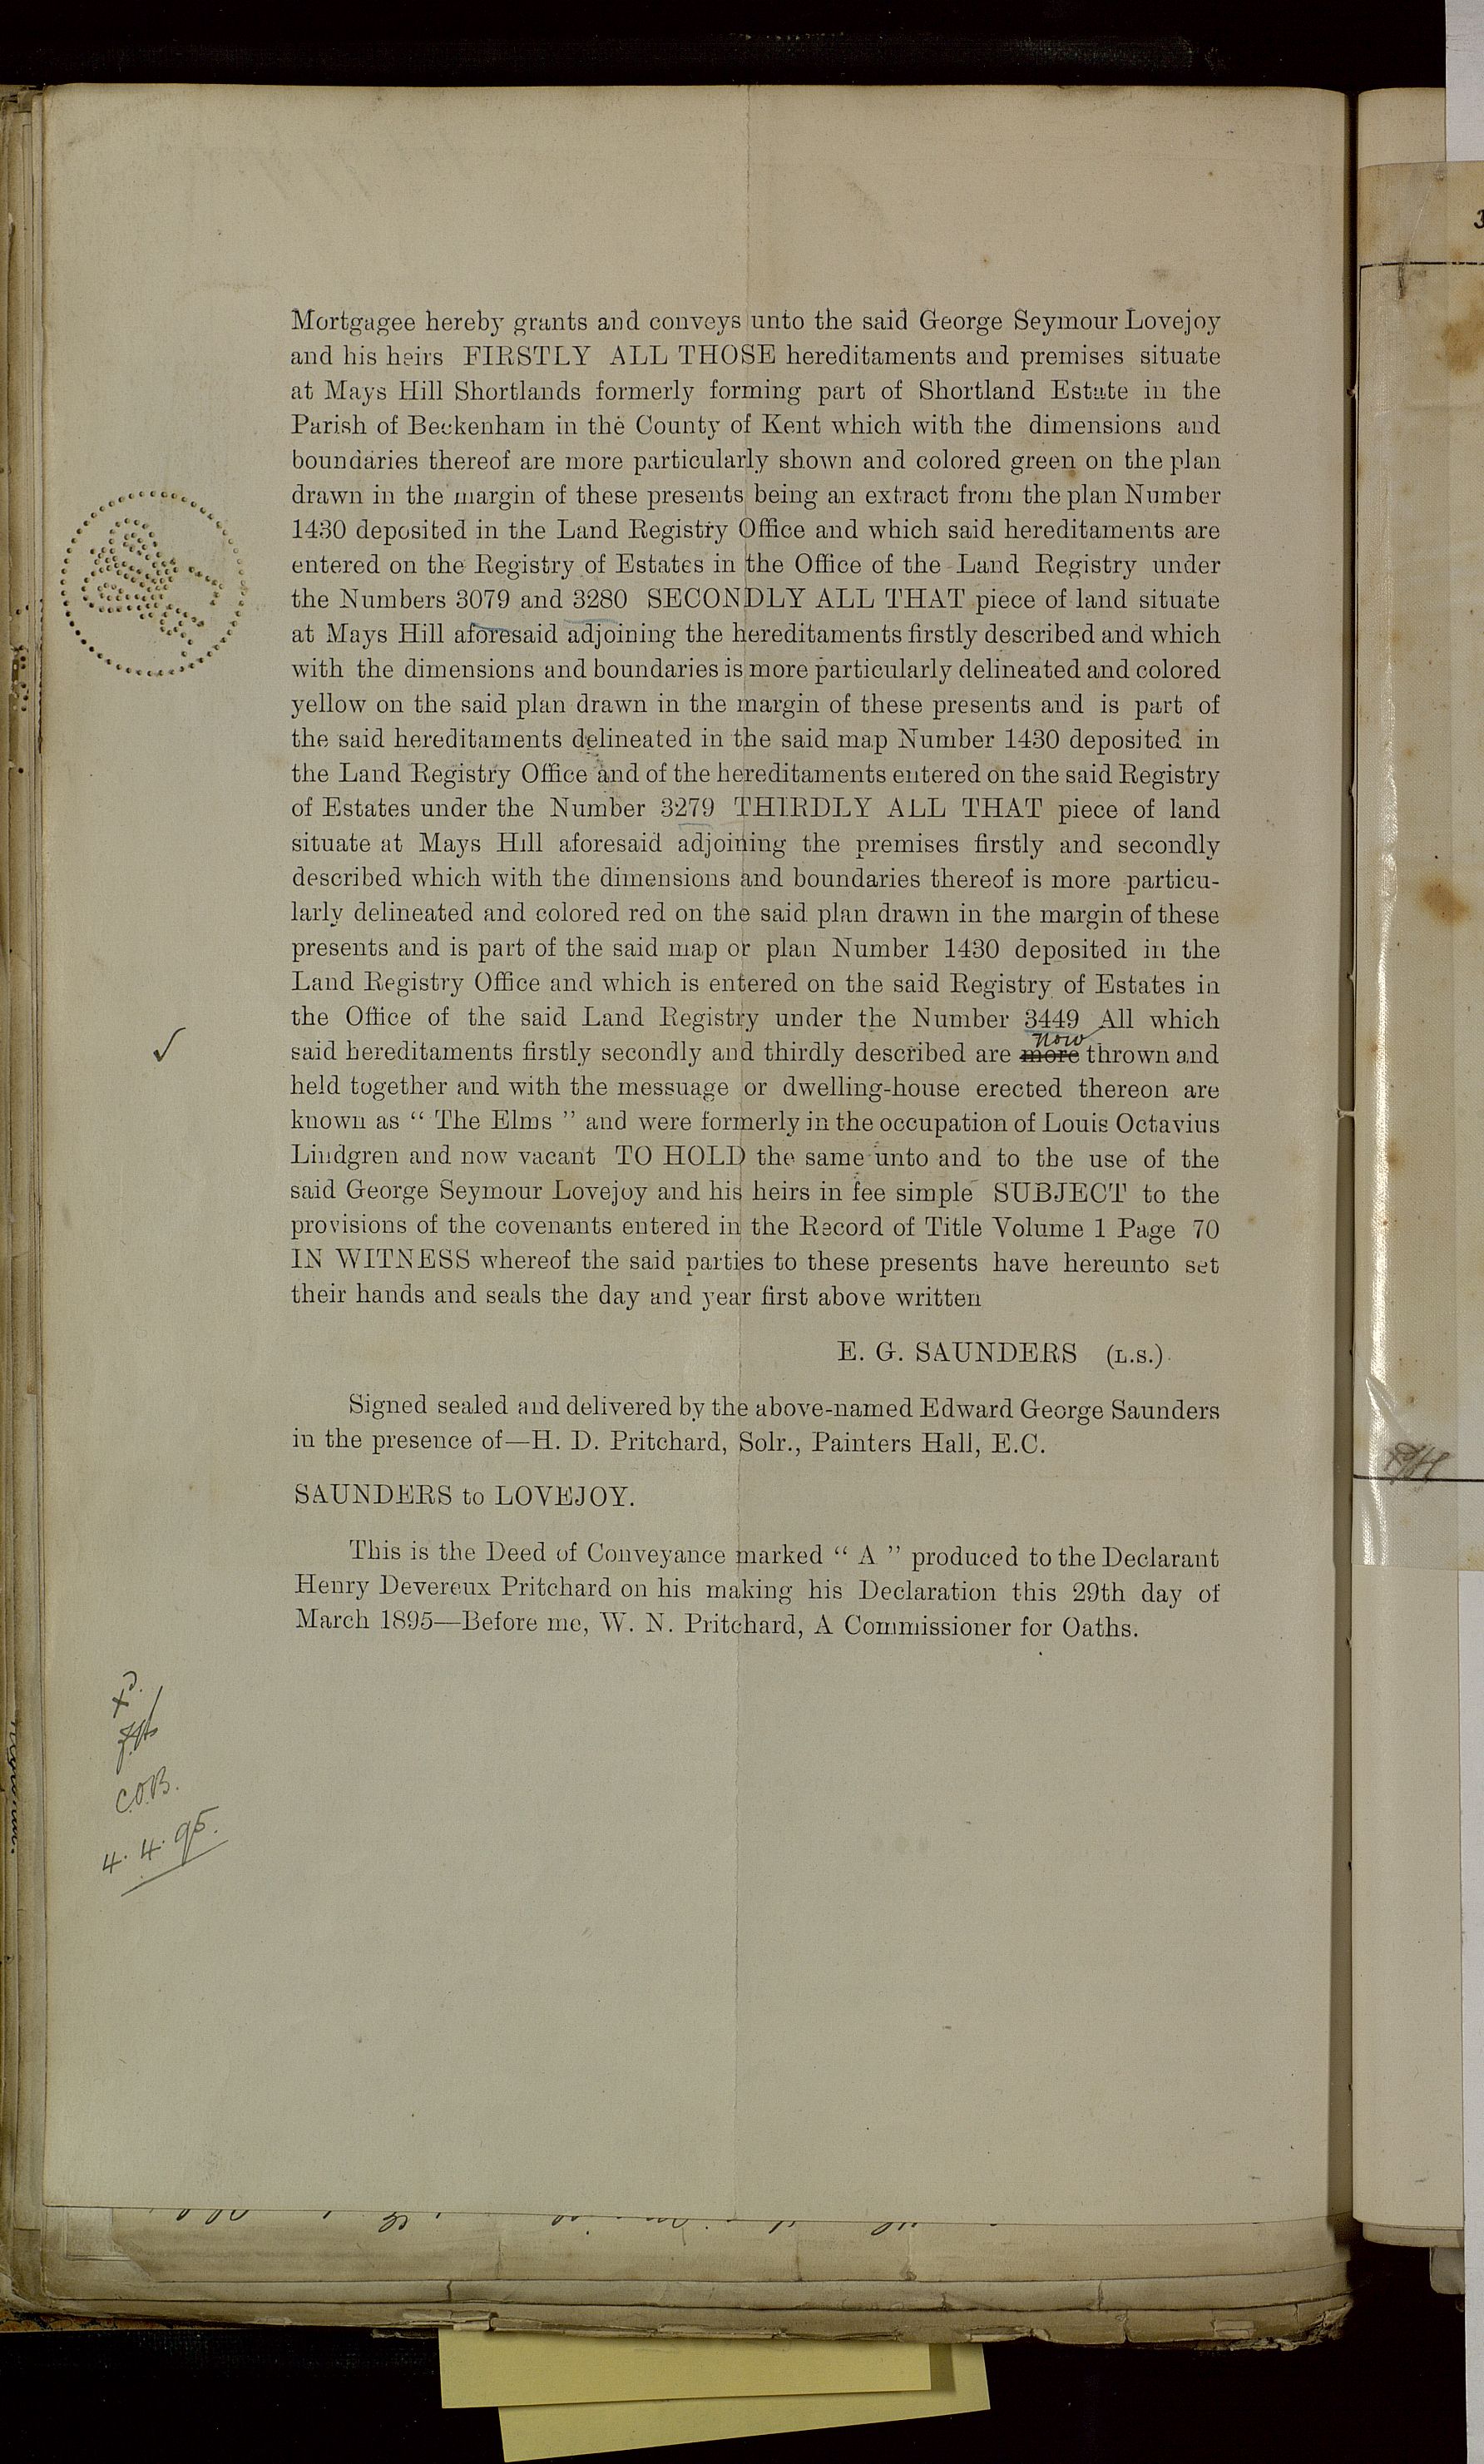 Mortgagee hereby grants and conveys unto the said George Seymour Lovejoy
and his heirs FIRSTLY ALL THOSE hereditaments and premises situate
at Mays Hill Shortlands formerly forming part of Shortland Estate in the
Parish of Beckenham in the County of Kent which with the dimensions and
boundaries thereof are more particularly shown and colored green on the plan
drawn in the margin of these presents being an extract from the plan Number
1430 deposited in the Land Registry Office and which said hereditaments are
entered on the Registry of Estates in the Office of the Land Registry under
the Numbers 3079 and 3280 SECONDLY ALL THAT piece of land situate
at Mays Hill aforesaid adjoining the hereditaments firstly described and which
with the dimensions and boundaries is more particularly delineated and colored
yellow on the said plan drawn in the margin of these presents and is part of
the said hereditaments delineated in the said map Number 1430 deposited in
the Land Registry Office and of the hereditaments entered on the said Registry
of Estates under the Number 3279 THIRDLY ALL THAT piece of land
situate at Mays Hill aforesaid adjoining the premises firstly and secondly
described which with the dimensions and boundaries thereof is more particu-
larly delineated and colored red on the said plan drawn in the margin of these
presents and is part of the said map or plan Number 1430 deposited in the
Land Registry Office and which is entered on the said Registry of Estates in
the Office of the said Land Registry under the Number 3449 All which
now
said hereditaments firstly secondly and thirdly described are more thrown and
held together and with the messuage or dwelling-house erected thereon are
known as “ The Elms ” and were formerly in the occupation of Louis Octavius
Lindgren and now vacant TO HOLD the same unto and to the use of the
said George Seymour Lovejoy and his heirs in fee simple SUBJECT to the
provisions of the covenants entered in the Record of Title Volume 1 Page 70
IN WITNESS whereof the said parties to these presents have hereunto set
their hands and seals the day and year first above written
E. G. SAUNDERS (L.S.)
Signed sealed and delivered by the above-named Edward George Saunders
in the presence of—H. D. Pritchard, Solr., Painters Hall, E.C.
SAUNDERS to LOVEJOY.
This is the Deed of Conveyance marked “ A ” produced to the Declarant
Henry Devereux Pritchard on his making his Declaration this 29th day of
March 1895—Before me, W. N. Pritchard, A Commissioner for Oaths.
C.O.B.
4. 4. 95.
3